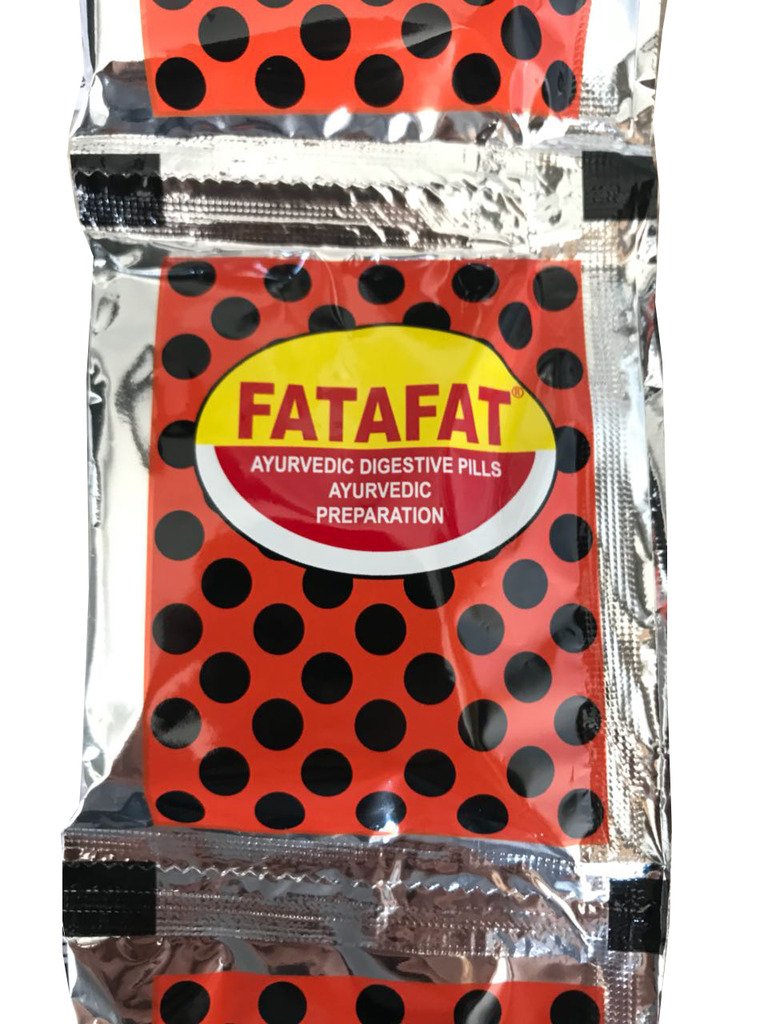 FATAFAT®
AYURVEDIC DIGESTIVE PILLS
AYURVEDIC
PREPARATION